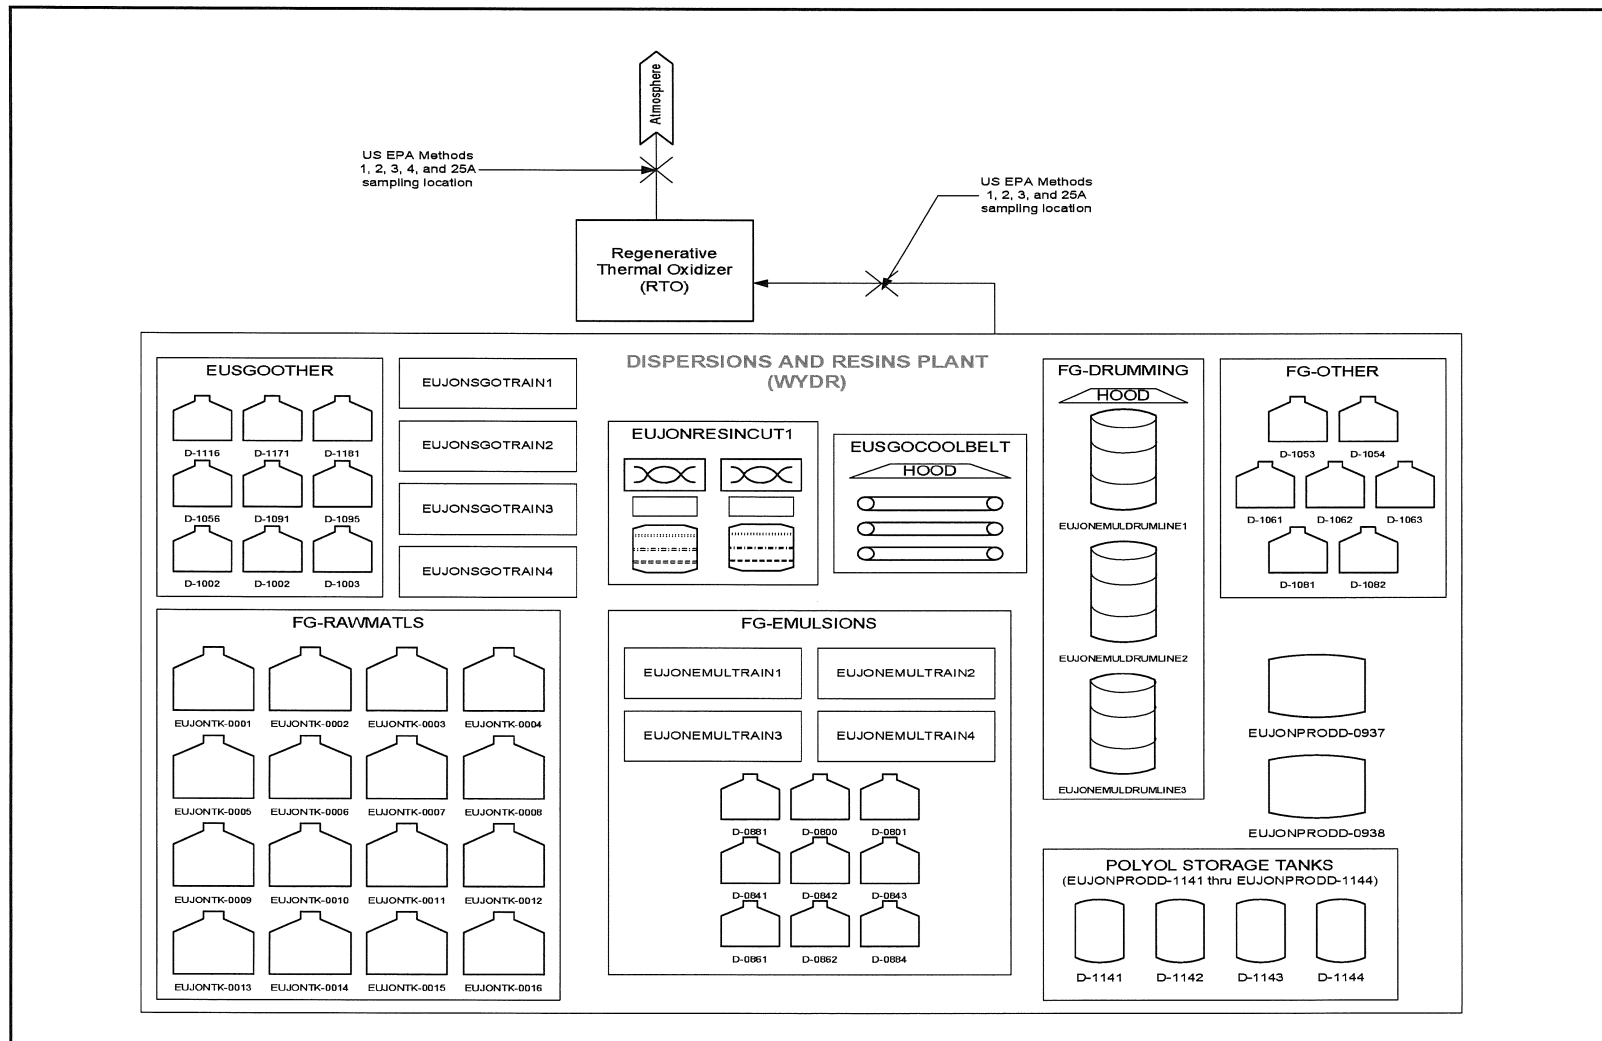 Atmosphere
US EPA Methods
1, 2, 3, 4, and 25A
sampling location
US EPA Methods
1, 2, 3, and 25A
sampling location
Regenerative
Thermal Oxidizer
(RTO)
DISPERSIONS AND RESINS PLANT
(WYDR)
EUSGOOTHER
D-1116 D-1171 D-1181
D-1056 D-1091 D-1095
D-1002 D-1002 D-1003
EUJONSGOTRAIN1
EUJONSGOTRAIN2
EUJONSGOTRAIN3
EUJONSGOTRAIN4
EUJONRESINCUT1
EUSGOCOOLBELT
HOOD
FG-DRUMMING
HOOD
EUJONEMULDRUMLINE1
EUJONEMULDRUMLINE2
EUJONEMULDRUMLINE3
FG-OTHER
D-1053 D-1054
D-1061 D-1062 D-1063
D-1081 D-1082
FG-RAWMATLS
EUJONTK-0001 EUJONTK-0002 EUJONTK-0003 EUJONTK-0004
EUJONTK-0005 EUJONTK-0006 EUJONTK-0007 EUJONTK-0008
EUJONTK-0009 EUJONTK-0010 EUJONTK-0011 EUJONTK-0012
EUJONTK-0013 EUJONTK-0014 EUJONTK-0015 EUJONTK-0016
FG-EMULSIONS
EUJONEMULTRAIN1 EUJONEMULTRAIN2
EUJONEMULTRAIN3 EUJONEMULTRAIN4
D-0881 D-0800 D-0801
D-0841 D-0842 D-0843
D-0861 D-0862 D-0884
EUJONPRODD-0937
EUJONPRODD-0938
POLYOL STORAGE TANKS
(EUJONPRODD-1141 thru EUJONPRODD-1144)
D-1141 D-1142 D-1143 D-1144